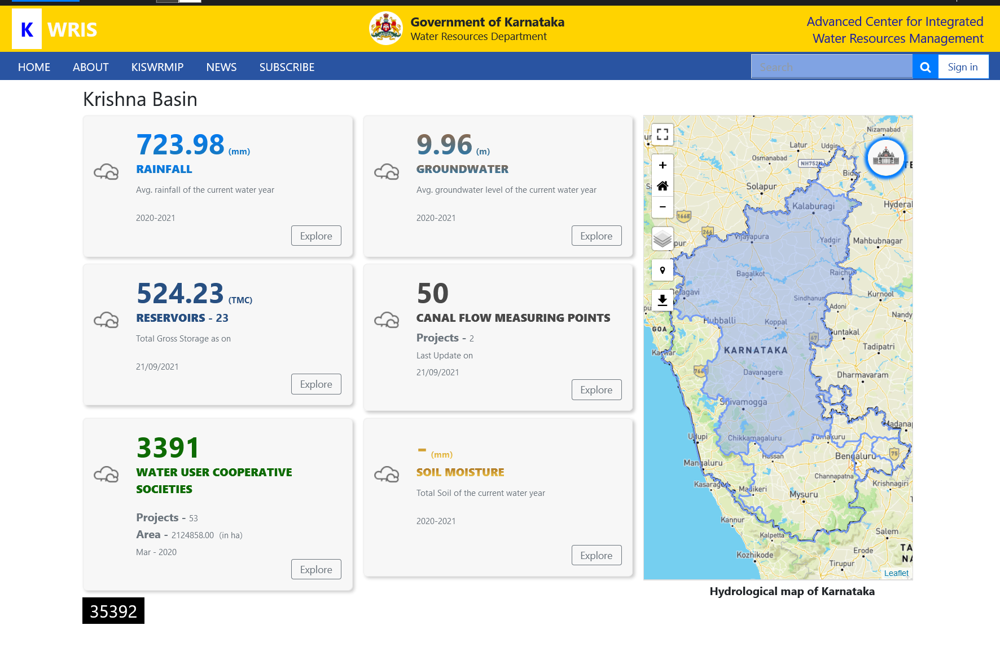 K WRIS
Government of Karnataka
Water Resources Department
Advanced Center for Integrated
Water Resources Management
HOME ABOUT KISWRMIP NEWS SUBSCRIBE
Search
Sign in
Krishna Basin
723.98 (mm)
RAINFALL
Avg. rainfall of the current water year
2020-2021
Explore
9.96 (m)
GROUNDWATER
Avg. groundwater level of the current water year
2020-2021
Explore
524.23 (TMC)
RESERVOIRS - 23
Total Gross Storage as on
21/09/2021
Explore
50
CANAL FLOW MEASURING POINTS
Projects - 2
Last Update on
21/09/2021
Explore
3391
WATER USER COOPERATIVE
SOCIETIES
Projects - 53
Area - 2124858.00 (in ha)
Mar - 2020
Explore
- (mm)
SOIL MOISTURE
Total Soil of the current water year
2020-2021
Explore
Nizamabad
Latur
Udgir
Osmanabad
NH752K
Solapur
Kalaburagi
Hyderal
166E
266
Vijayapura
Yadgir
Mahbubnagar
pur
Bagalkot
Raichu
Belagavi
Sindhanur
Kurnool
Adoni
Nandy
GOA
Hubballi
Koppal
Guntakal
67
Karwar
KARNATAKA
Tadipatri
766E
Davanagere
Dharmavaram
Shivamogga
Madanap
Udupi
Chikkamagaluru
Tumakuru
Hassan
Bengaluru
75
Mangaluru
Channapatna
Kasaragod
Madikeri
Krishnagiri
Mysuru
Kannur
Kalpetta
Salem
Kozhikode
Erode
TA
NA
Tirupur
Leaflet
Hydrological map of Karnataka
35392